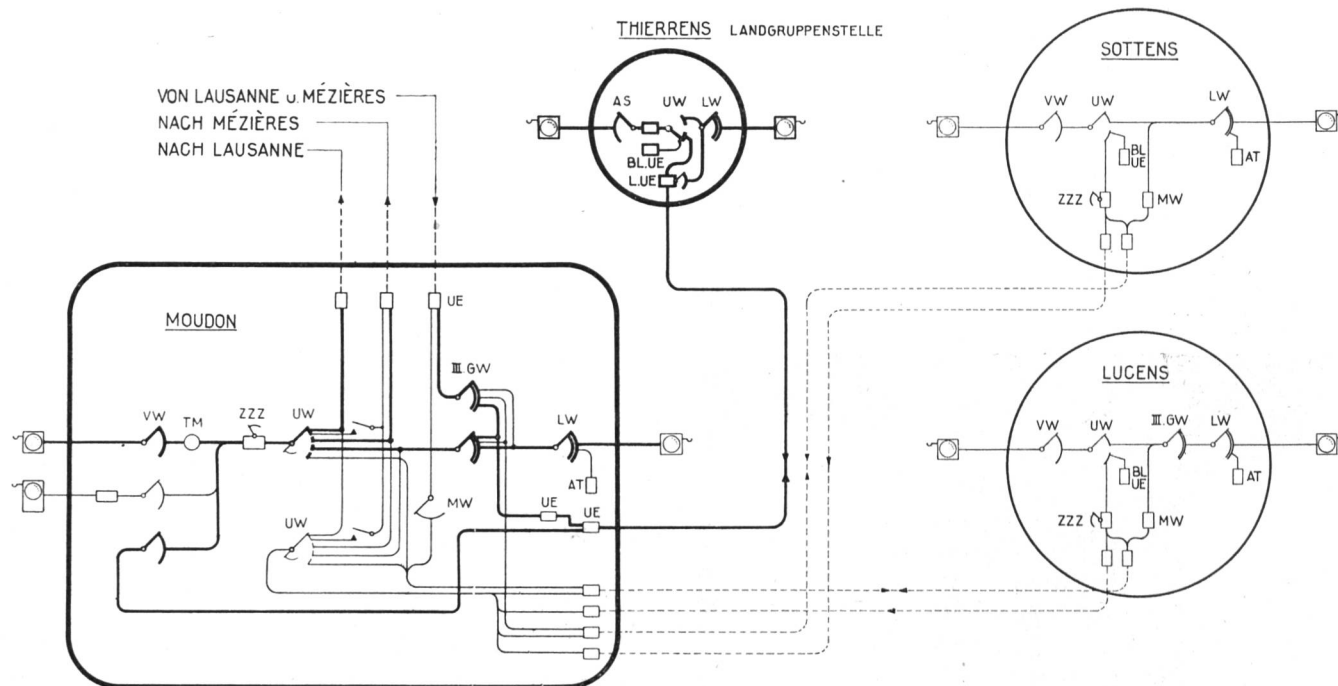 THIERRENS LANDGRUPPENSTELLE
SOTTENS
VON LAUSANNE u. MÉZIÈRES
NACH MÉZIÈRES
NACH LAUSANNE
AS UW LW
BL.UE
L.UE
VW UW LW
BL
UE
AT
ZZZ
MW
MOUDON
UE
III.GW
VW TM ZZZ UW
LW
AT
MW
UE
UE
UW
LUCENS
VW UW III.GW LW
BL
UE
AT
ZZZ
MW